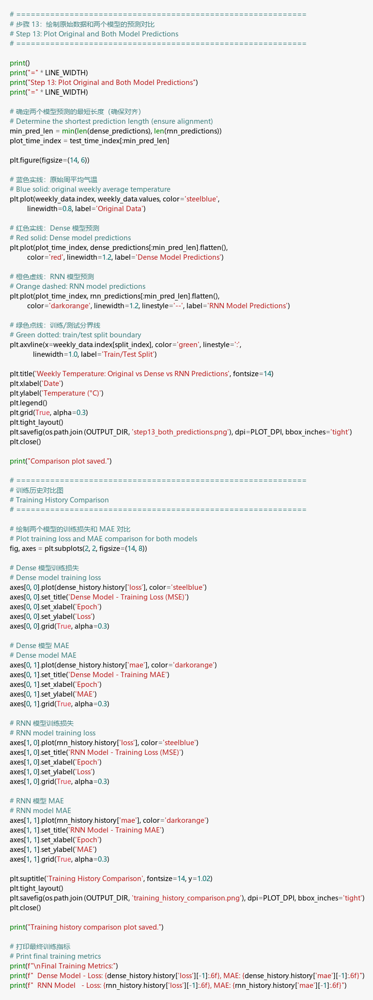 # ============================================================
# 步骤 13：绘制原始数据和两个模型的预测对比
# Step 13: Plot Original and Both Model Predictions
# ============================================================
print()
print("=" * LINE_WIDTH)
print("Step 13: Plot Original and Both Model Predictions")
print("=" * LINE_WIDTH)
# 确定两个模型预测的最短长度（确保对齐）
# Determine the shortest prediction length (ensure alignment)
min_pred_len = min(len(dense_predictions), len(rnn_predictions))
plot_time_index = test_time_index[:min_pred_len]
plt.figure(figsize=(14, 6))
# 蓝色实线：原始周平均气温
# Blue solid: original weekly average temperature
plt.plot(weekly_data.index, weekly_data.values, color='steelblue',
         linewidth=0.8, label='Original Data')
# 红色实线：Dense 模型预测
# Red solid: Dense model predictions
plt.plot(plot_time_index, dense_predictions[:min_pred_len].flatten(),
         color='red', linewidth=1.2, label='Dense Model Predictions')
# 橙色虚线：RNN 模型预测
# Orange dashed: RNN model predictions
plt.plot(plot_time_index, rnn_predictions[:min_pred_len].flatten(),
         color='darkorange', linewidth=1.2, linestyle='--', label='RNN Model Predictions')
# 绿色点线：训练/测试分界线
# Green dotted: train/test split boundary
plt.axvline(x=weekly_data.index[split_index], color='green', linestyle=':',
            linewidth=1.0, label='Train/Test Split')
plt.title('Weekly Temperature: Original vs Dense vs RNN Predictions', fontsize=14)
plt.xlabel('Date')
plt.ylabel('Temperature (°C)')
plt.legend()
plt.grid(True, alpha=0.3)
plt.tight_layout()
plt.savefig(os.path.join(OUTPUT_DIR, 'step13_both_predictions.png'), dpi=PLOT_DPI, bbox_inches='tight')
plt.close()
print("Comparison plot saved.")
# ============================================================
# 训练历史对比图
# Training History Comparison
# ============================================================
# 绘制两个模型的训练损失和 MAE 对比
# Plot training loss and MAE comparison for both models
fig, axes = plt.subplots(2, 2, figsize=(14, 8))
# Dense 模型训练损失
# Dense model training loss
axes[0, 0].plot(dense_history.history['loss'], color='steelblue')
axes[0, 0].set_title('Dense Model - Training Loss (MSE)')
axes[0, 0].set_xlabel('Epoch')
axes[0, 0].set_ylabel('Loss')
axes[0, 0].grid(True, alpha=0.3)
# Dense 模型 MAE
# Dense model MAE
axes[0, 1].plot(dense_history.history['mae'], color='darkorange')
axes[0, 1].set_title('Dense Model - Training MAE')
axes[0, 1].set_xlabel('Epoch')
axes[0, 1].set_ylabel('MAE')
axes[0, 1].grid(True, alpha=0.3)
# RNN 模型训练损失
# RNN model training loss
axes[1, 0].plot(rnn_history.history['loss'], color='steelblue')
axes[1, 0].set_title('RNN Model - Training Loss (MSE)')
axes[1, 0].set_xlabel('Epoch')
axes[1, 0].set_ylabel('Loss')
axes[1, 0].grid(True, alpha=0.3)
# RNN 模型 MAE
# RNN model MAE
axes[1, 1].plot(rnn_history.history['mae'], color='darkorange')
axes[1, 1].set_title('RNN Model - Training MAE')
axes[1, 1].set_xlabel('Epoch')
axes[1, 1].set_ylabel('MAE')
axes[1, 1].grid(True, alpha=0.3)
plt.suptitle('Training History Comparison', fontsize=14, y=1.02)
plt.tight_layout()
plt.savefig(os.path.join(OUTPUT_DIR, 'training_history_comparison.png'), dpi=PLOT_DPI, bbox_inches='tight')
plt.close()
print("Training history comparison plot saved.")
# 打印最终训练指标
# Print final training metrics
print(f"\nFinal Training Metrics:")
print(f"  Dense Model - Loss: {dense_history.history['loss'][-1]:.6f}, MAE: {dense_history.history['mae'][-1]:.6f}")
print(f"  RNN Model   - Loss: {rnn_history.history['loss'][-1]:.6f}, MAE: {rnn_history.history['mae'][-1]:.6f}")